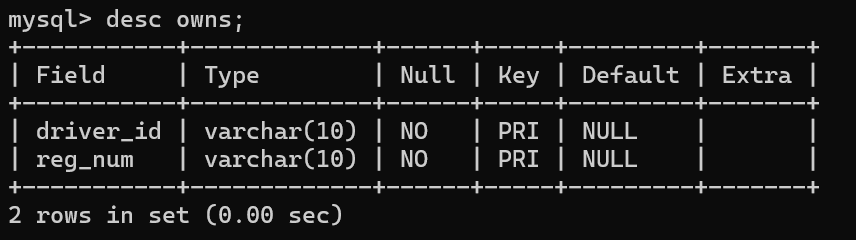 mysql> desc owns;
+-----------+-------------+------+-----+---------+-------+
| Field     | Type        | Null | Key | Default | Extra |
+-----------+-------------+------+-----+---------+-------+
| driver_id | varchar(10) | NO   | PRI | NULL    |       |
| reg_num   | varchar(10) | NO   | PRI | NULL    |       |
+-----------+-------------+------+-----+---------+-------+
2 rows in set (0.00 sec)